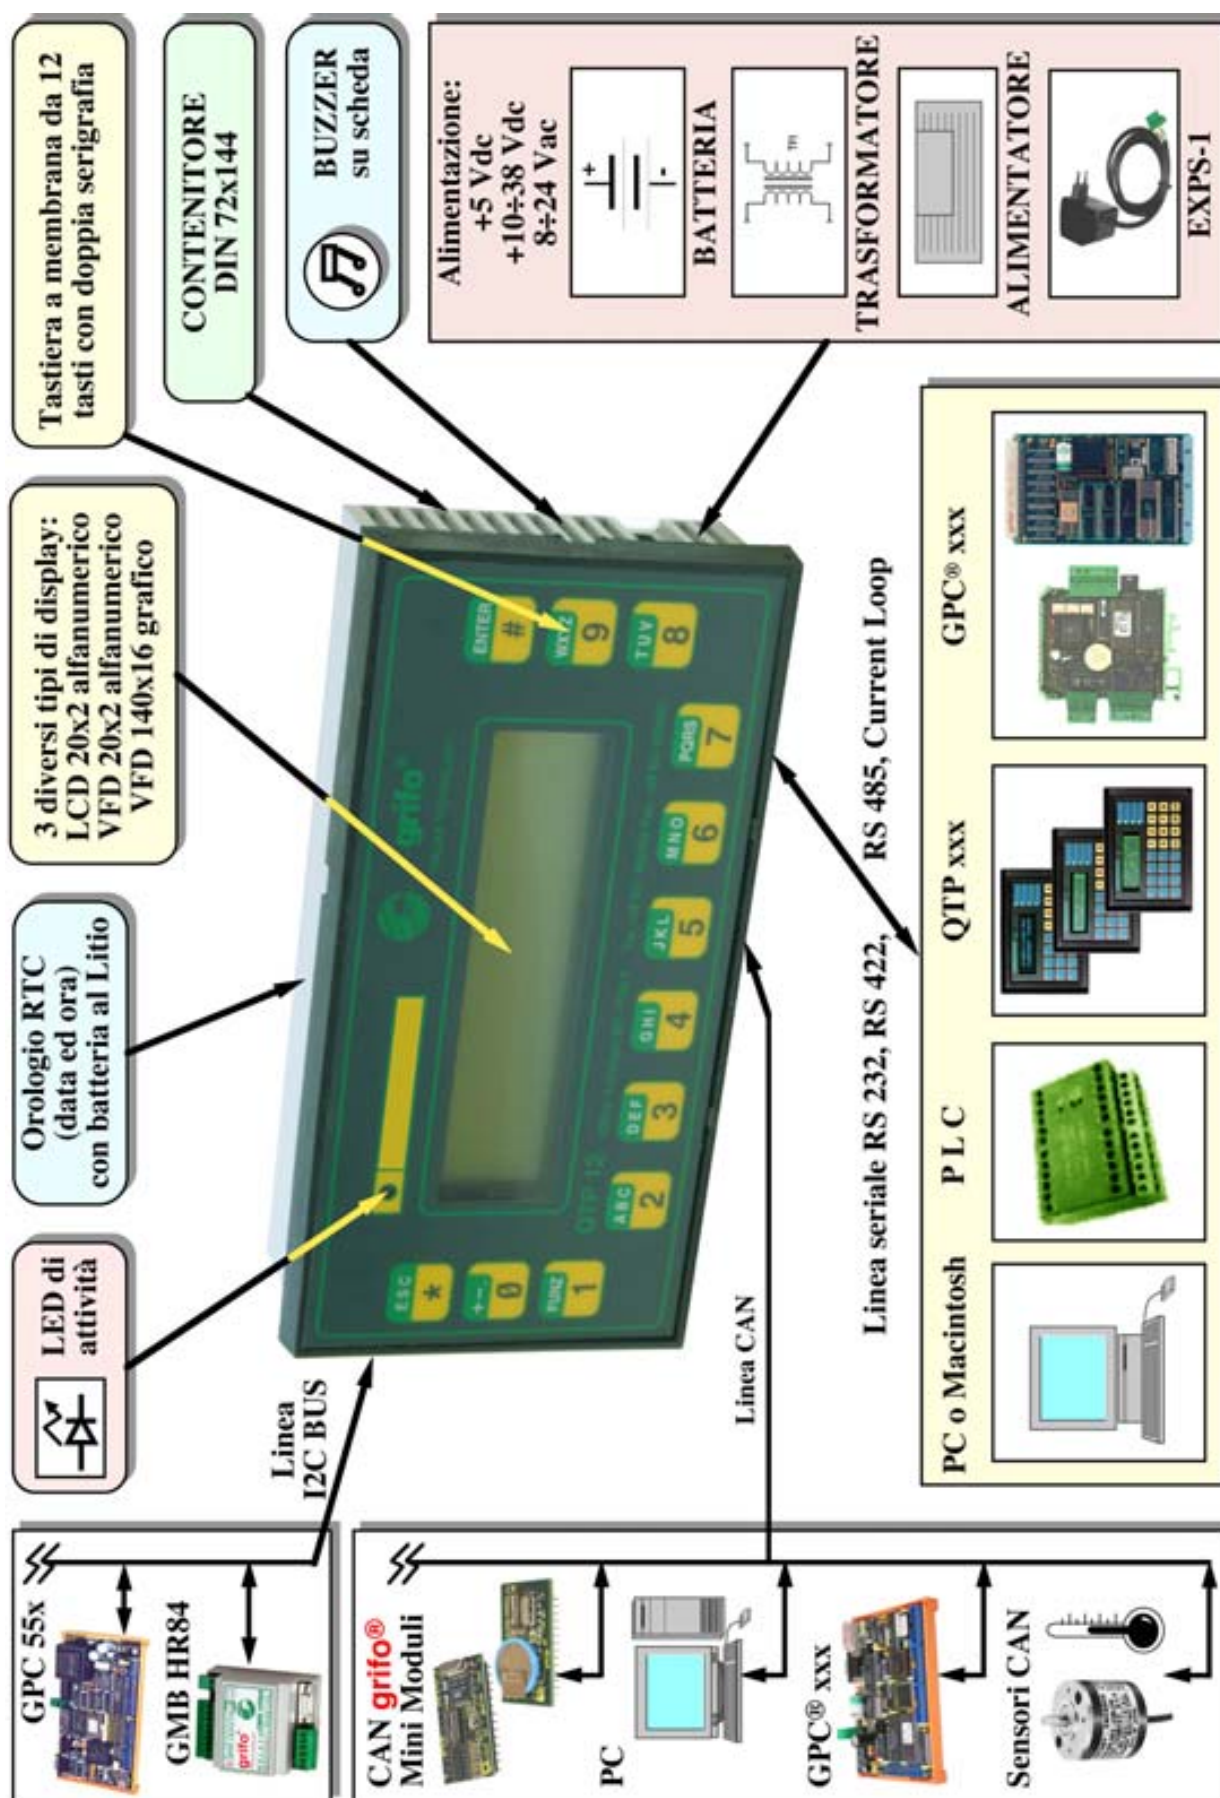 GPC 55x
GMB HR84
Linea
I2C BUS
LED di
attività
Orologio RTC
(data ed ora)
con batteria al Litio
3 diversi tipi di display:
LCD 20x2 alfanumerico
VFD 20x2 alfanumerico
VFD 140x16 grafico
Tastiera a membrana da 12
tasti con doppia serigrafia
CONTENITORE
DIN 72x144
BUZZER
su scheda
Alimentazione:
+5 Vdc
+10÷38 Vdc
8÷24 Vac
+
-
BATTERIA
TRASFORMATORE
ALIMENTATORE
EXPS-1
grifo®
QTP 12
ESC
*
+-.
0
FUNZ
1
ABC
2
DEF
3
GHI
4
JKL
5
MNO
6
PQRS
7
TUV
8
WXYZ
9
ENTER
#
CAN grifo®
Mini Moduli
PC
GPC® xxx
Sensori CAN
Linea CAN
Linea seriale RS 232, RS 422, RS 485, Current Loop
PC o Macintosh
P L C
QTP xxx
GPC® xxx
grifo®